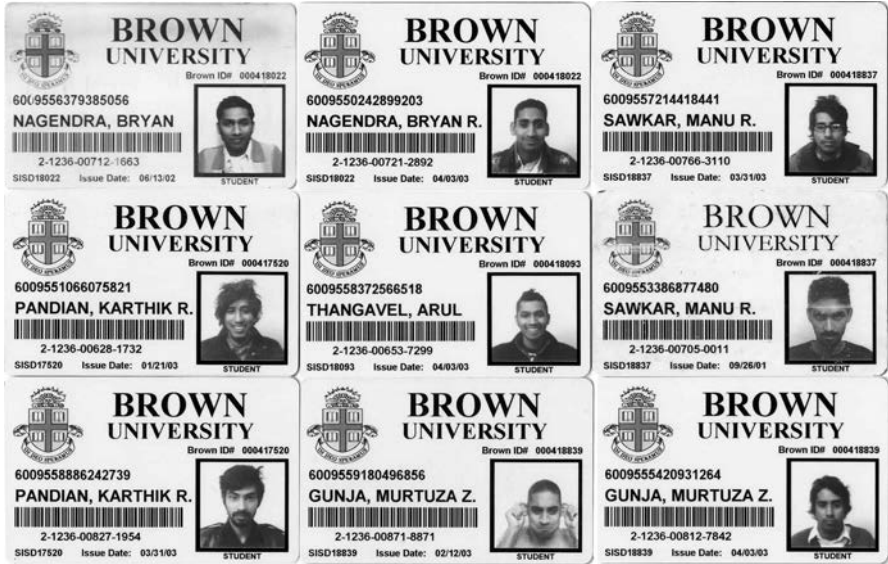 BROWN
UNIVERSITY
Brown ID# 000418022
6009556379385056
NAGENDRA, BRYAN
2-1236-00712-1663
SISD18022 Issue Date: 06/13/02
STUDENT
BROWN
UNIVERSITY
Brown ID# 000418022
6009550242899203
NAGENDRA, BRYAN R.
2-1236-00721-2892
SISD18022 Issue Date: 04/03/03
STUDENT
BROWN
UNIVERSITY
Brown ID# 000418837
6009557214418441
SAWKAR, MANU R.
2-1236-00766-3110
SISD18837 Issue Date: 03/31/03
STUDENT
BROWN
UNIVERSITY
Brown ID# 000417520
6009551066075821
PANDIAN, KARTHIK R.
2-1236-00628-1732
SISD17520 Issue Date: 01/21/03
STUDENT
BROWN
UNIVERSITY
Brown ID# 000418093
6009558372566518
THANGAVEL, ARUL
2-1236-00653-7299
SISD18093 Issue Date: 04/03/03
STUDENT
BROWN
UNIVERSITY
Brown ID# 000418837
6009553386877480
SAWKAR, MANU R.
2-1236-00705-0011
SISD18837 Issue Date: 09/26/01
STUDENT
BROWN
UNIVERSITY
Brown ID# 000417520
6009558886242739
PANDIAN, KARTHIK R.
2-1236-00827-1954
SISD17520 Issue Date: 03/31/03
STUDENT
BROWN
UNIVERSITY
Brown ID# 000418839
6009559180496856
GUNJA, MURTUZA Z.
2-1236-00871-8871
SISD18839 Issue Date: 02/12/03
STUDENT
BROWN
UNIVERSITY
Brown ID# 000418839
6009555420931264
GUNJA, MURTUZA Z.
2-1236-00812-7842
SISD18839 Issue Date: 04/03/03
STUDENT